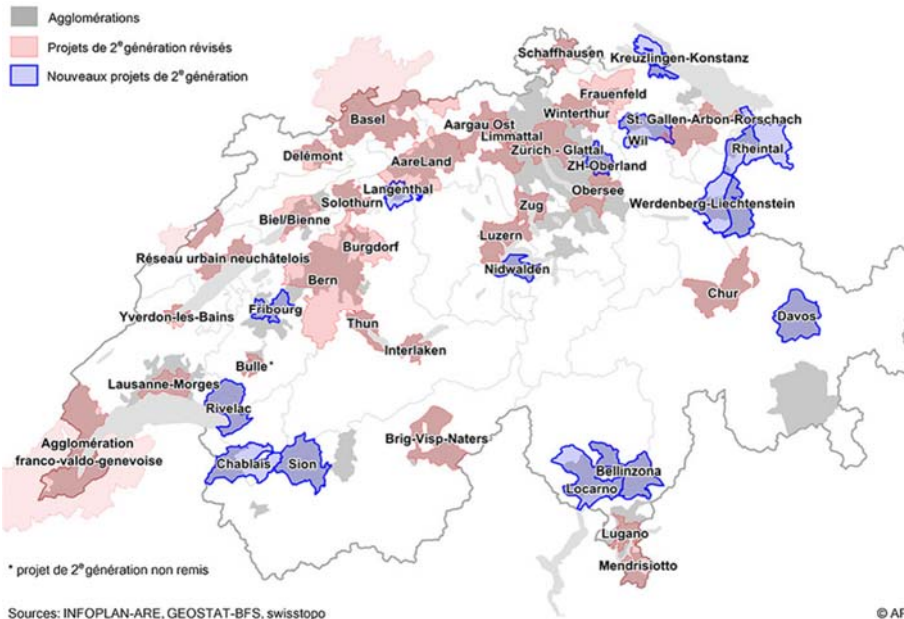 Agglomérations
Projets de 2e génération révisés
Nouveaux projets de 2e génération
Schaffhausen
Kreuzlingen-Konstanz
Frauenfeld
Basel
Aargau Ost
Winterthur
St. Gallen-Arbon-Rorschach
Limmattal
Wil
Delémont
AareLand
Zürich - Glattal
Rheintal
ZH-Oberland
Langenthal
Obersee
Solothurn
Werdenberg-Liechtenstein
Zug
Biel/Bienne
Burgdorf
Luzern
Réseau urbain neuchâtelois
Nidwalden
Bern
Chur
Fribourg
Davos
Yverdon-les-Bains
Thun
Interlaken
Bulle*
Lausanne-Morges
Rivelac
Agglomération
franco-valdo-genevoise
Brig-Visp-Naters
Chablais
Sion
Bellinzona
Locarno
Lugano
Mendrisiotto
* projet de 2e génération non remis
Sources: INFOPLAN-ARE, GEOSTAT-BFS, swisstopo
© AR